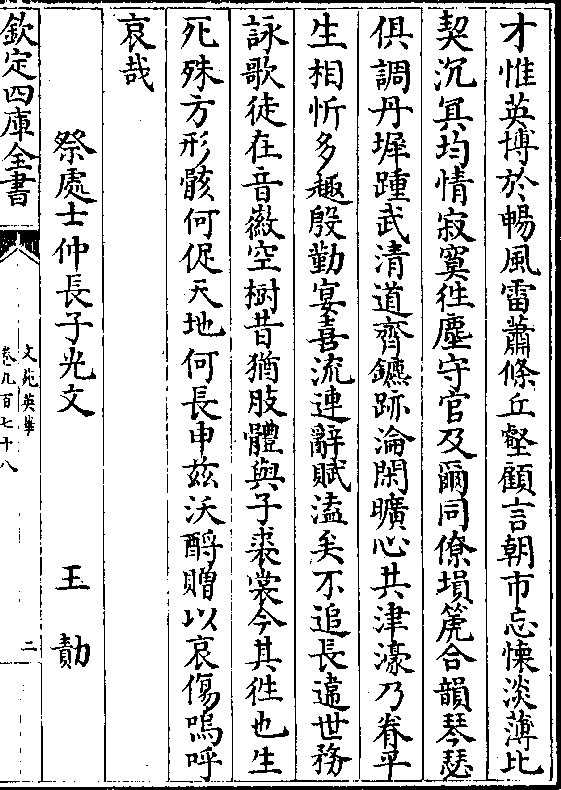 才惟英博於暢風雷蕭條丘壑顧言朝市忘懐淡薄比
契沉冥均情寂寞徃塵守官及爾同僚塤箎合韻琴瑟
俱調丹墀踵武清道齊鑣跡淪閑曠心共津濠乃眷平
生相忻多趣殷勤宴喜流連辭賦溘矣不追長違世務
詠歌徒在音徽空樹昔猶肢體與子裘裳今其徃也生
死殊方形骸何促天地何長申兹沃酹贈以哀傷嗚呼
哀哉
祭處士仲長子光文　王勣
欽定四庫全書
文苑英華
卷九百七十八
二